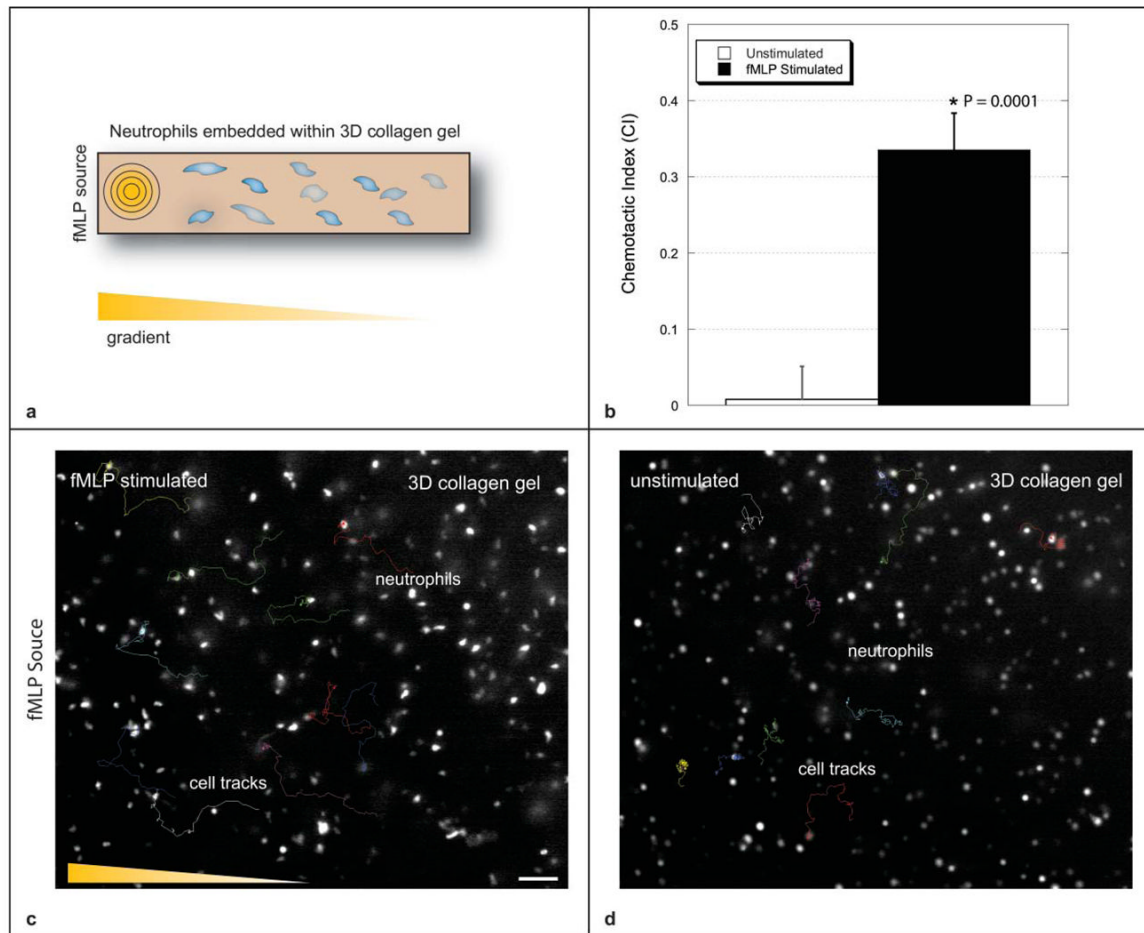 Neutrophils embedded within 3D collagen gel
fMLP source
gradient
a
0.5
0.4
0.3
0.2
0.1
0
Chemotactic Index (CI)
Unstimulated
fMLP Stimulated
* P = 0.0001
b
fMLP stimulated
3D collagen gel
neutrophils
fMLP Souce
cell tracks
c
unstimulated
3D collagen gel
neutrophils
cell tracks
d